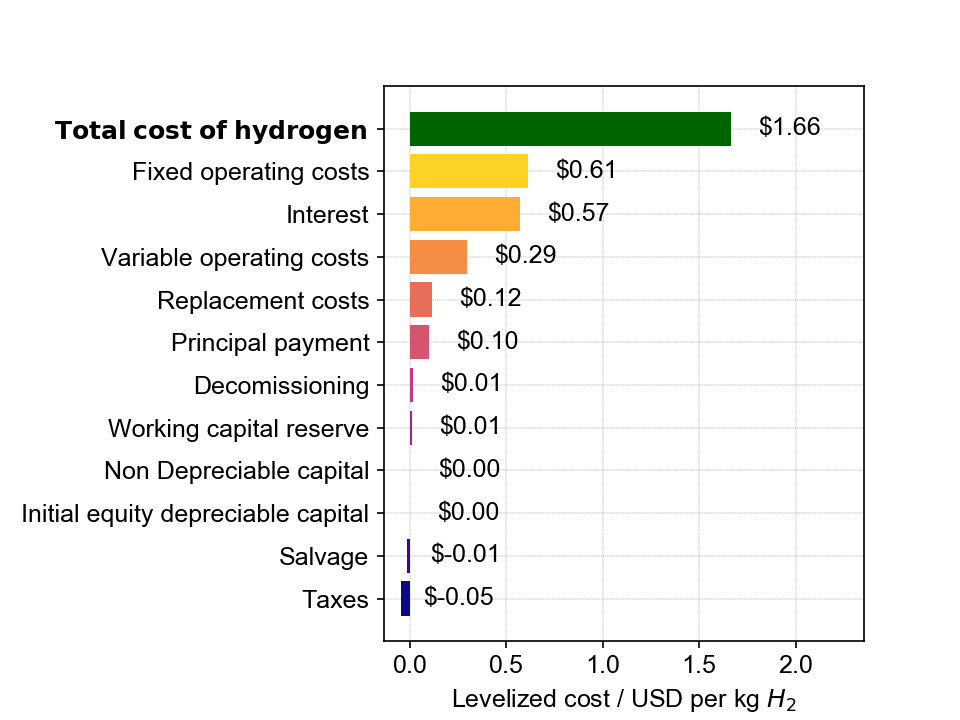 Total cost of hydrogen $1.66
Fixed operating costs $0.61
Interest $0.57
Variable operating costs $0.29
Replacement costs $0.12
Principal payment $0.10
Decomissioning $0.01
Working capital reserve $0.01
Non Depreciable capital $0.00
Initial equity depreciable capital $0.00
Salvage $-0.01
Taxes $-0.05
0.0 0.5 1.0 1.5 2.0
Levelized cost / USD per kg H₂